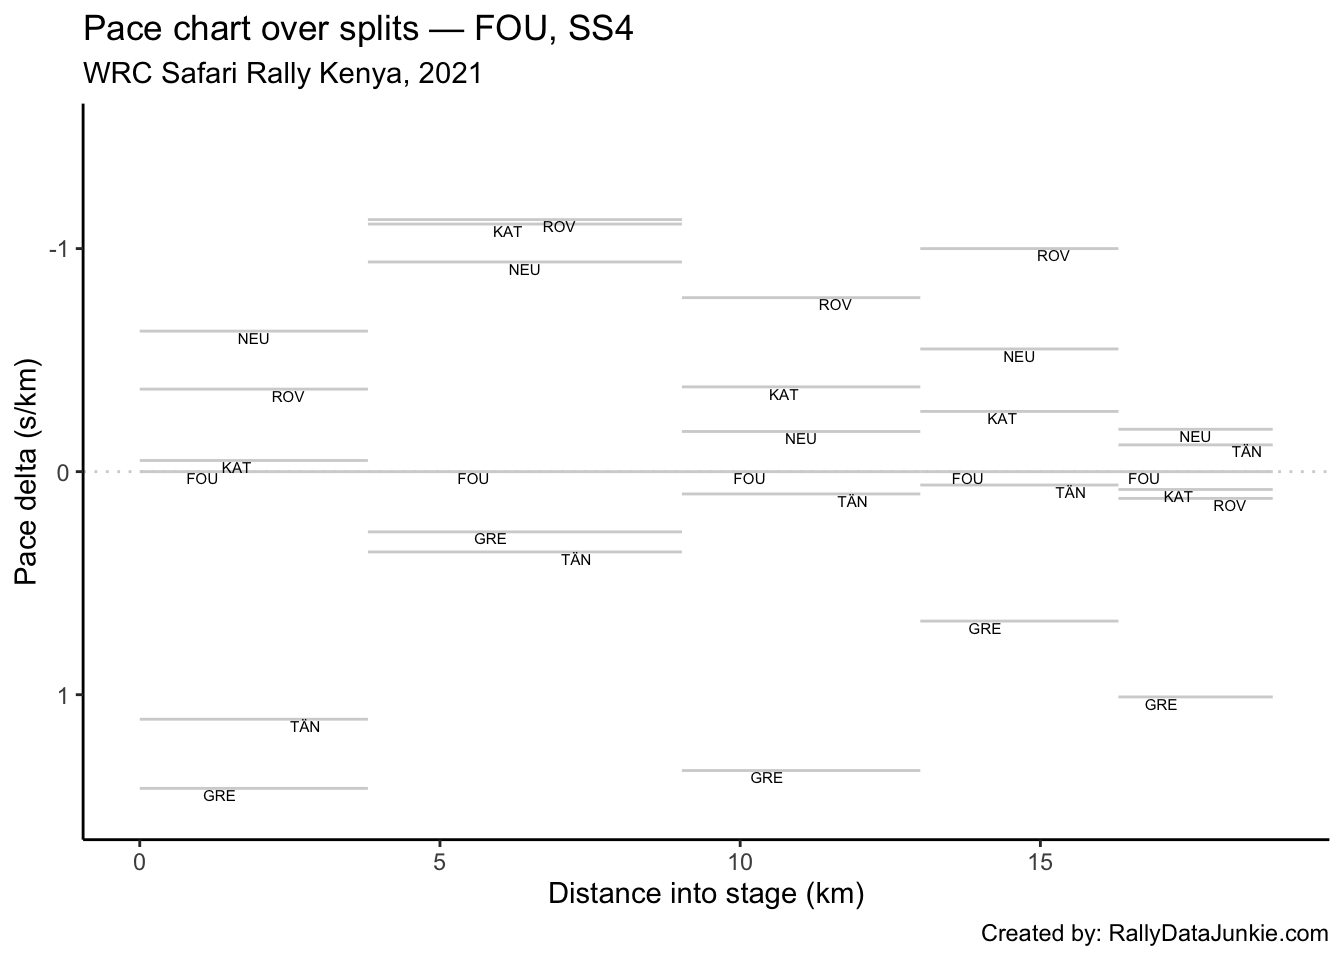 Pace chart over splits — FOU, SS4
WRC Safari Rally Kenya, 2021
Pace delta (s/km)
-1
0
1
NEU
ROV
KAT
FOU
TÄN
GRE
ROV
KAT
NEU
FOU
GRE
TÄN
ROV
KAT
NEU
FOU
TÄN
GRE
ROV
NEU
KAT
FOU
TÄN
GRE
NEU
TÄN
FOU
KAT
ROV
GRE
0 5 10 15
Distance into stage (km)
Created by: RallyDataJunkie.com